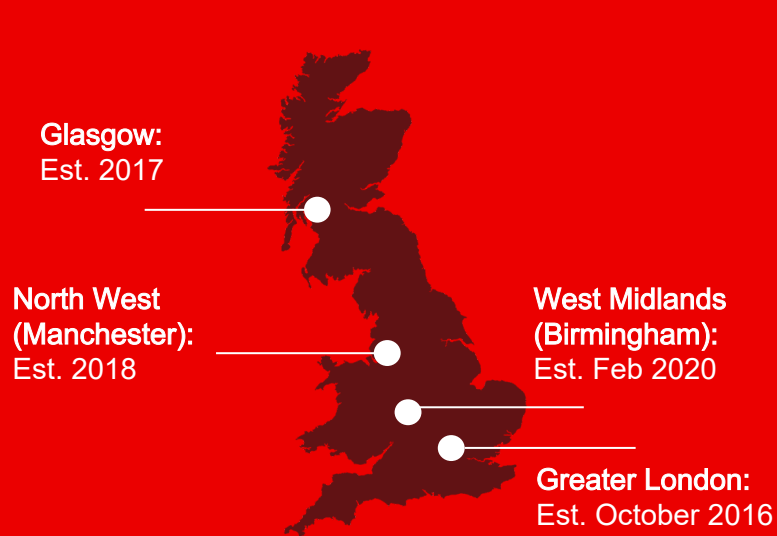 Glasgow:
Est. 2017
North West
(Manchester):
Est. 2018
West Midlands
(Birmingham):
Est. Feb 2020
Greater London:
Est. October 2016